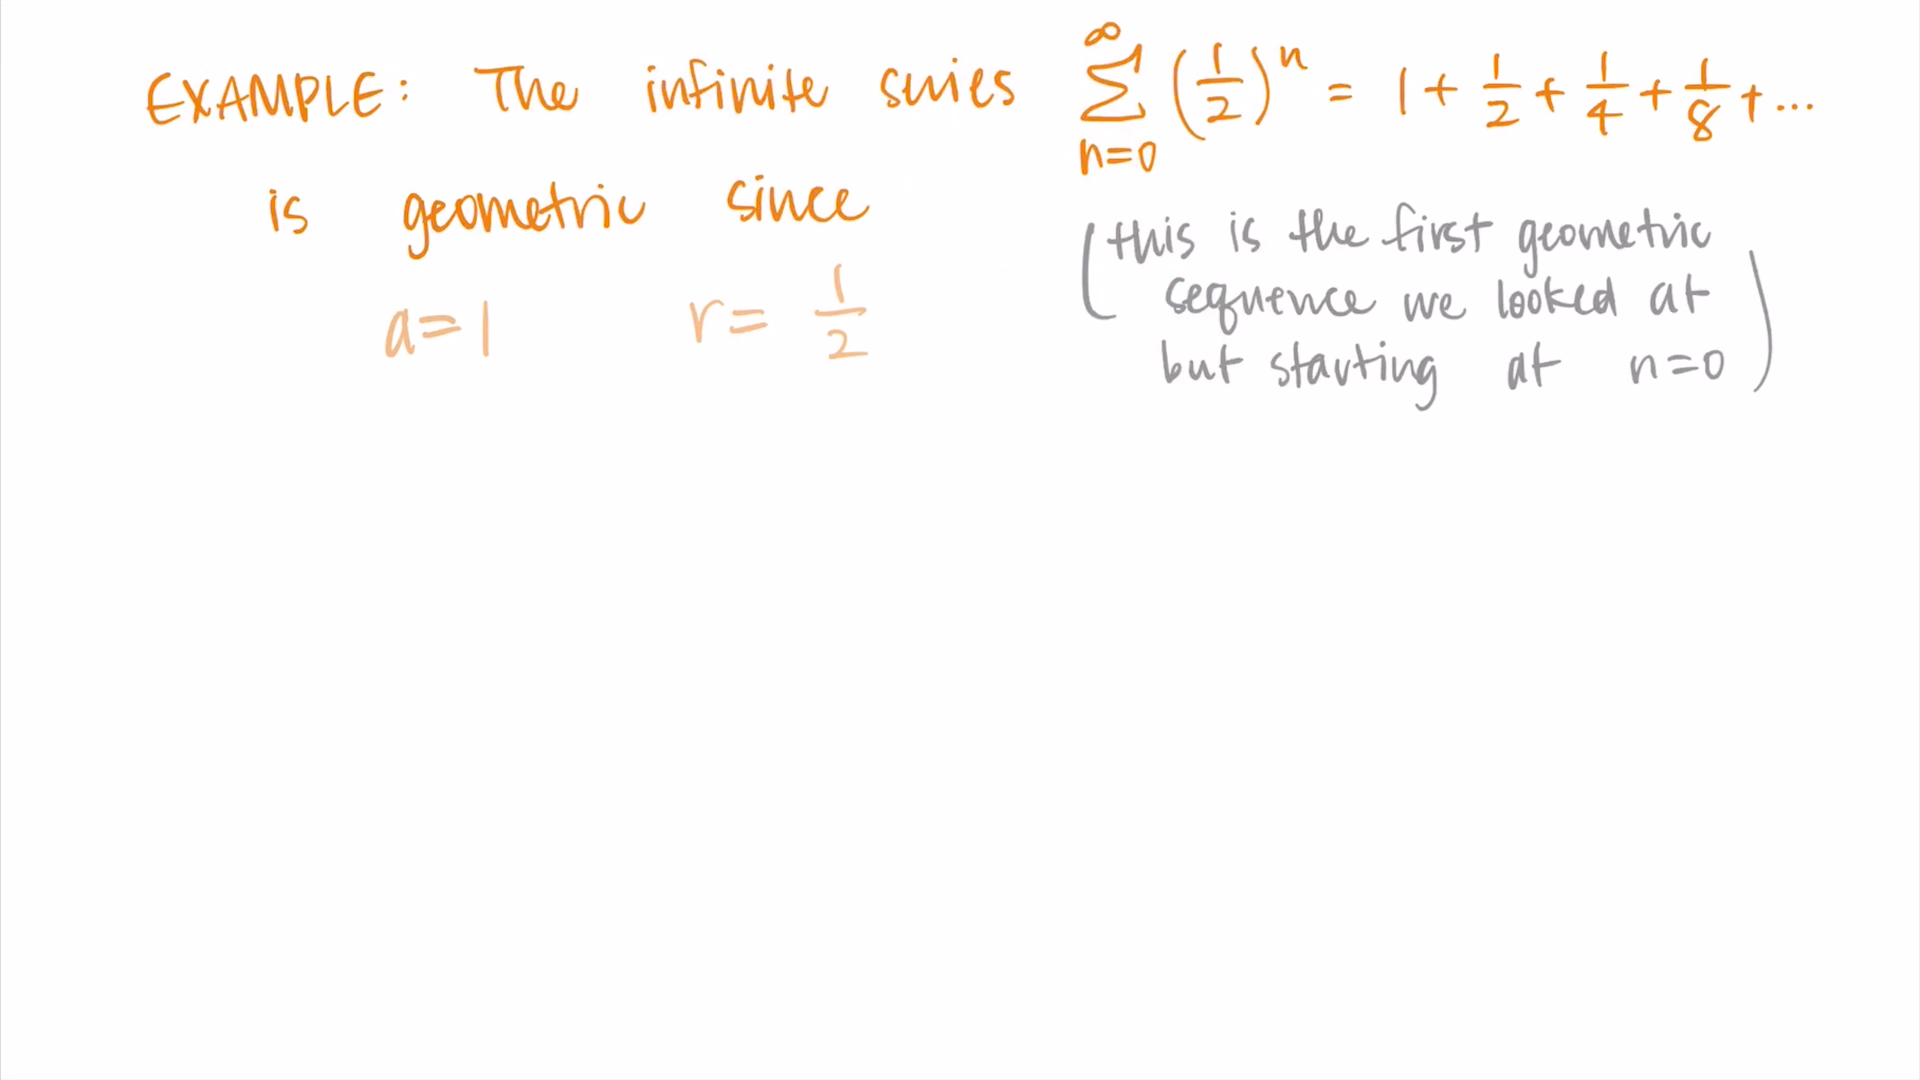 EXAMPLE: The infinite series ∞∑n=0 (1/2)^n = 1 + 1/2 + 1/4 + 1/8 + ...
is geometric since
a=1 r= 1/2
(this is the first geometric
sequence we looked at
but starting at n=0)